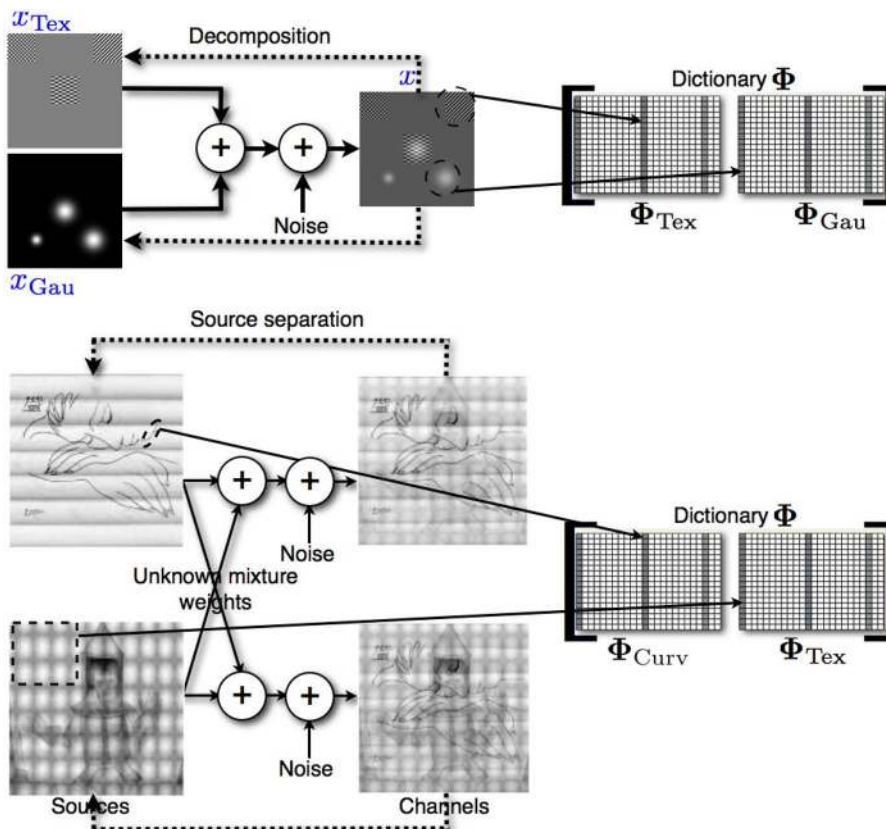 x_Tex
Decomposition
x
Dictionary Φ
Noise
Φ_Tex
Φ_Gau
x_Gau
Source separation
Noise
Unknown mixture
weights
Dictionary Φ
Φ_Curv
Φ_Tex
Noise
Sources
Channels